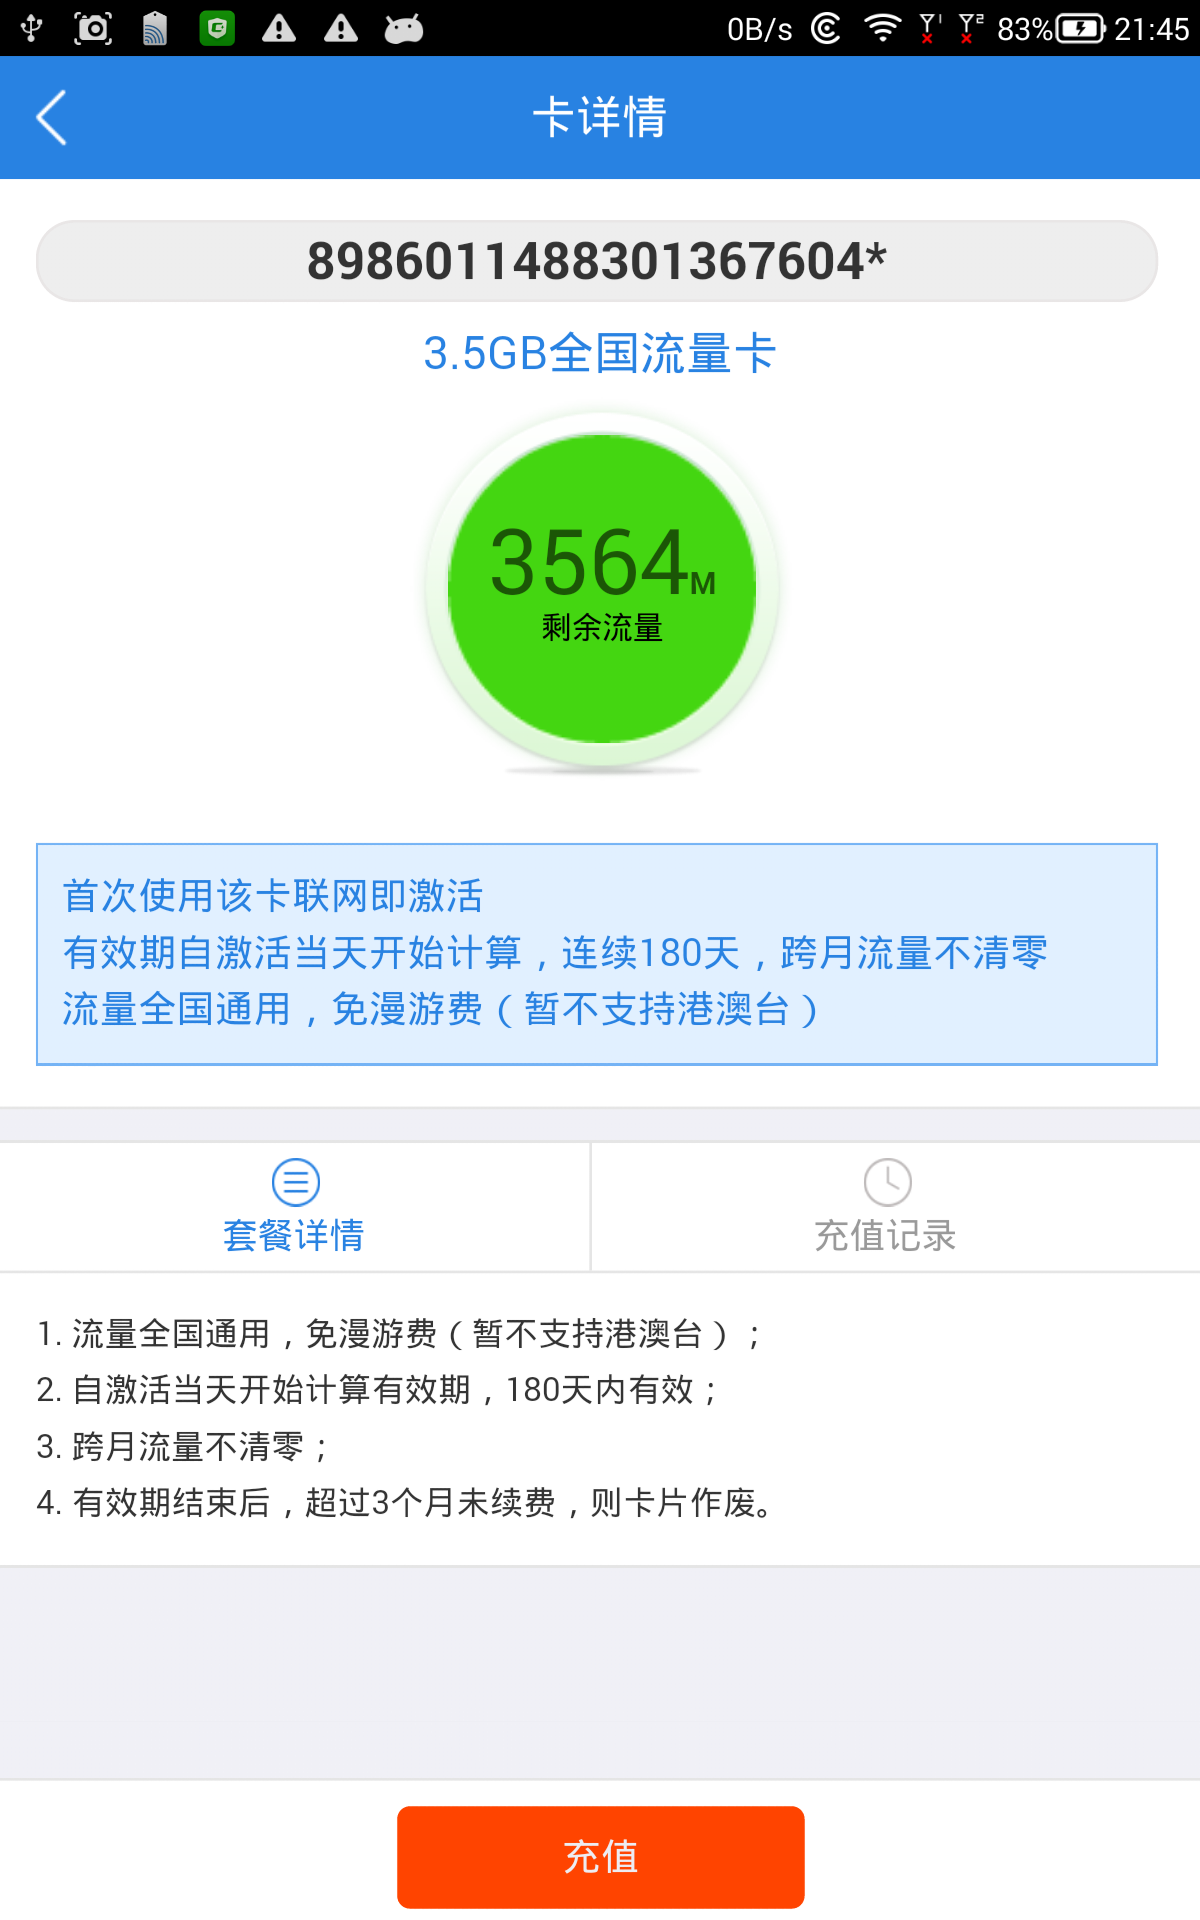 0B/s 83% 21:45
卡详情
8986011488301367604*
3.5GB全国流量卡
3564M
剩余流量
首次使用该卡联网即激活
有效期自激活当天开始计算，连续180天，跨月流量不清零
流量全国通用，免漫游费（暂不支持港澳台）
套餐详情
充值记录
1. 流量全国通用，免漫游费（暂不支持港澳台）；
2. 自激活当天开始计算有效期，180天内有效；
3. 跨月流量不清零；
4. 有效期结束后，超过3个月未续费，则卡片作废。
充值